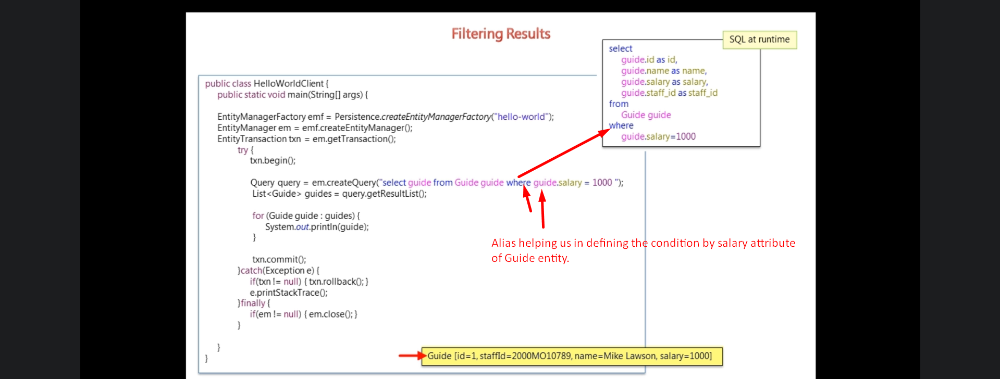 Filtering Results
SQL at runtime
select
guide.id as id,
guide.name as name,
guide.salary as salary,
guide.staff_id as staff_id
from
Guide guide
where
guide.salary=1000
public class HelloWorldClient {
public static void main(String[] args) {
EntityManagerFactory emf = Persistence.createEntityManagerFactory("hello-world");
EntityManager em = emf.createEntityManager();
EntityTransaction txn = em.getTransaction();
try {
txn.begin();
Query query = em.createQuery("select guide from Guide guide where guide.salary = 1000 ");
List<Guide> guides = query.getResultList();
for (Guide guide : guides) {
System.out.println(guide);
}
txn.commit();
}catch(Exception e) {
if(txn != null) { txn.rollback(); }
e.printStackTrace();
}finally {
if(em != null) { em.close(); }
}
}
}
Alias helping us in defining the condition by salary attribute
of Guide entity.
Guide [id=1, staffId=2000MO10789, name=Mike Lawson, salary=1000]